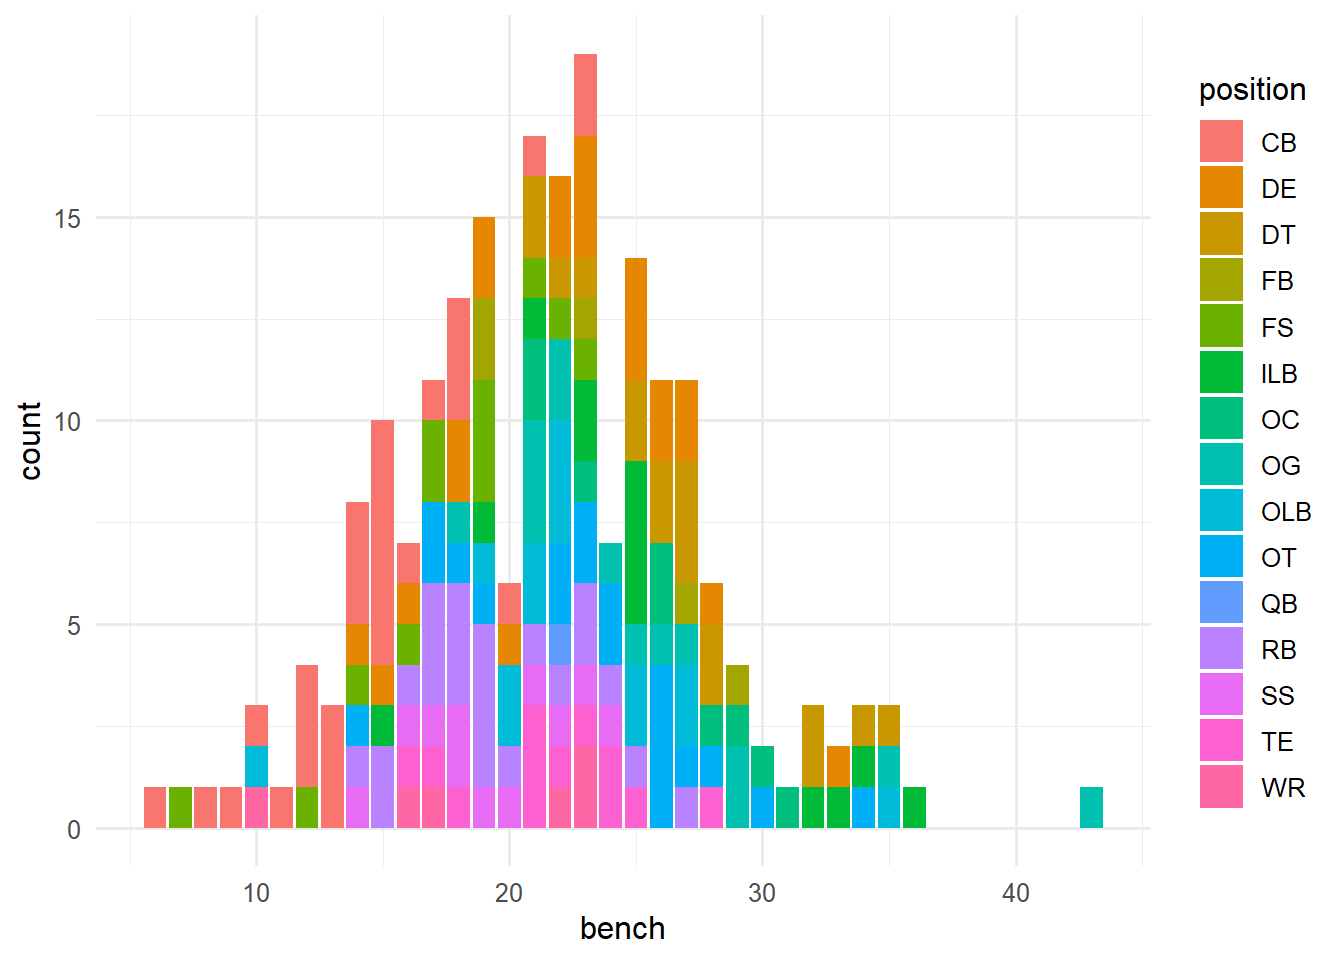 position
CB
DE
DT
FB
FS
ILB
OC
OG
OLB
OT
QB
RB
SS
TE
WR
15
10
5
0
count
10 20 30 40
bench